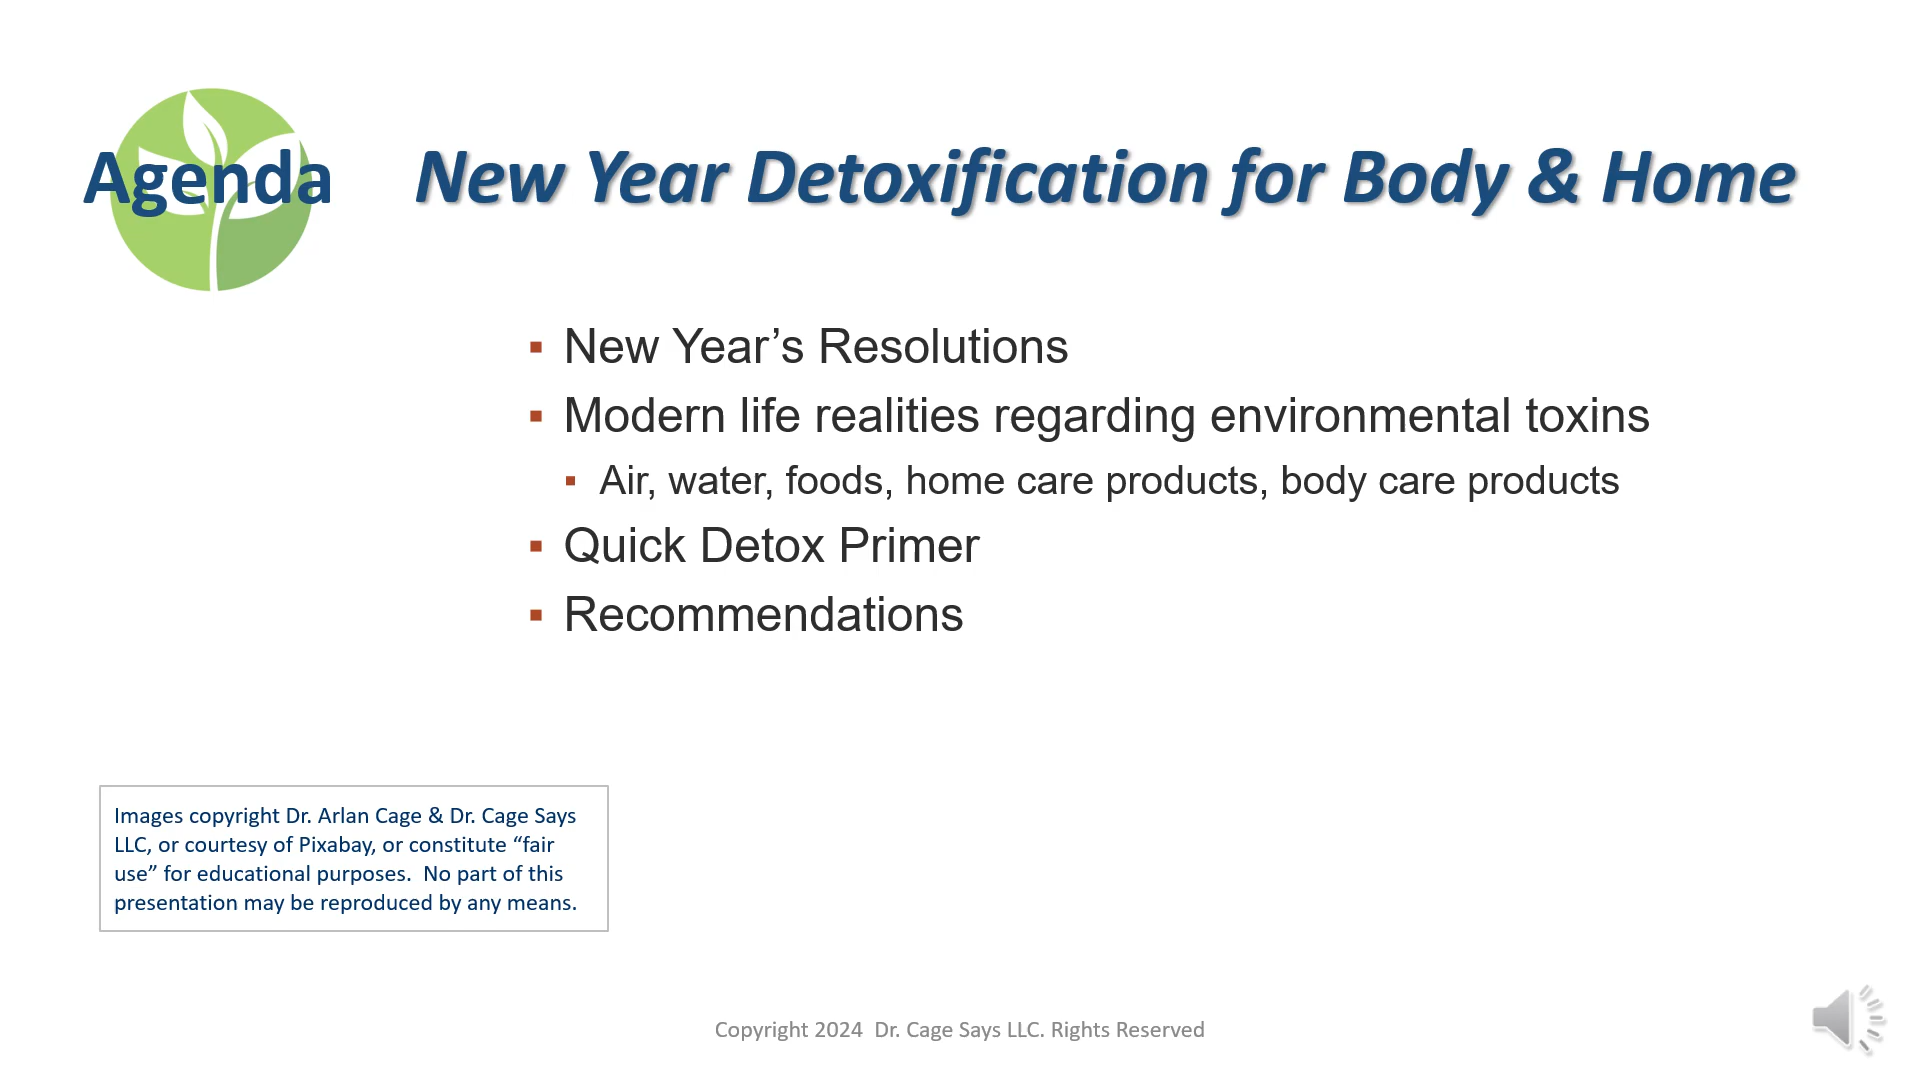 Agenda
New Year Detoxification for Body & Home
▪ New Year’s Resolutions
▪ Modern life realities regarding environmental toxins
▪ Air, water, foods, home care products, body care products
▪ Quick Detox Primer
▪ Recommendations
Images copyright Dr. Arlan Cage & Dr. Cage Says
LLC, or courtesy of Pixabay, or constitute “fair
use” for educational purposes.  No part of this
presentation may be reproduced by any means.
Copyright 2024  Dr. Cage Says LLC. Rights Reserved